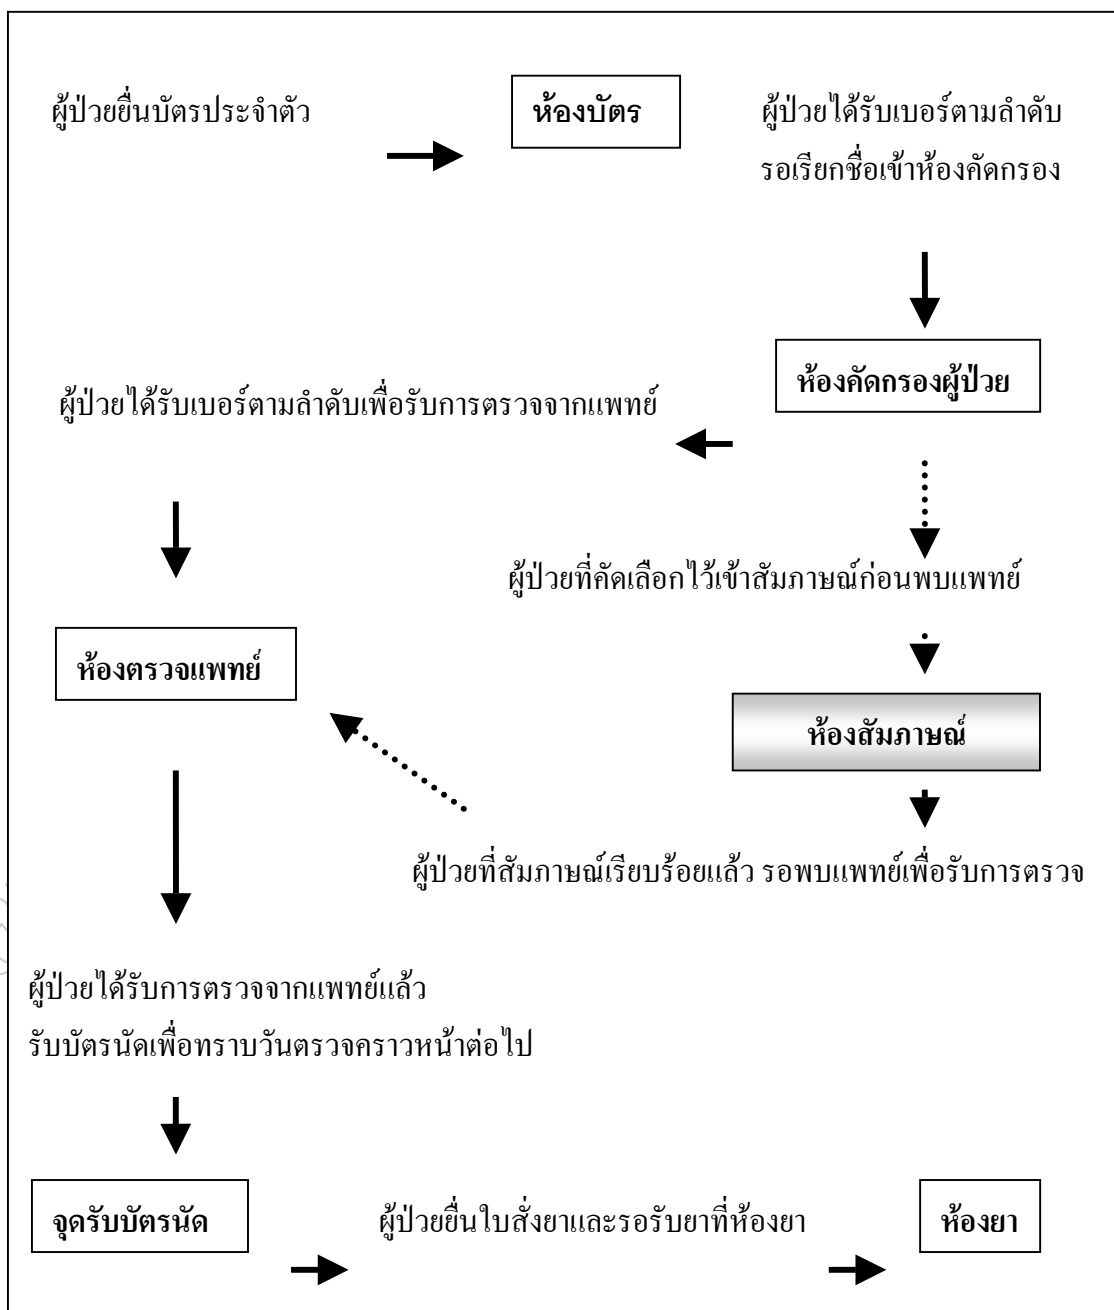 ผู้ป่วยยื่นบัตรประจำตัว
ห้องบัตร
ผู้ป่วยได้รับเบอร์ตามลำดับ
รอเรียกชื่อเข้าห้องคัดกรอง
ห้องคัดกรองผู้ป่วย
ผู้ป่วยได้รับเบอร์ตามลำดับเพื่อรับการตรวจจากแพทย์
ผู้ป่วยที่คัดเลือกไว้เข้าสัมภาษณ์ก่อนพบแพทย์
ห้องตรวจแพทย์
ห้องสัมภาษณ์
ผู้ป่วยที่สัมภาษณ์เรียบร้อยแล้ว รอพบแพทย์เพื่อรับการตรวจ
ผู้ป่วยได้รับการตรวจจากแพทย์แล้ว
รับบัตรนัดเพื่อทราบวันตรวจคราวหน้าต่อไป
จุดรับบัตรนัด
ผู้ป่วยยื่นใบสั่งยาและรอรับยาที่ห้องยา
ห้องยา